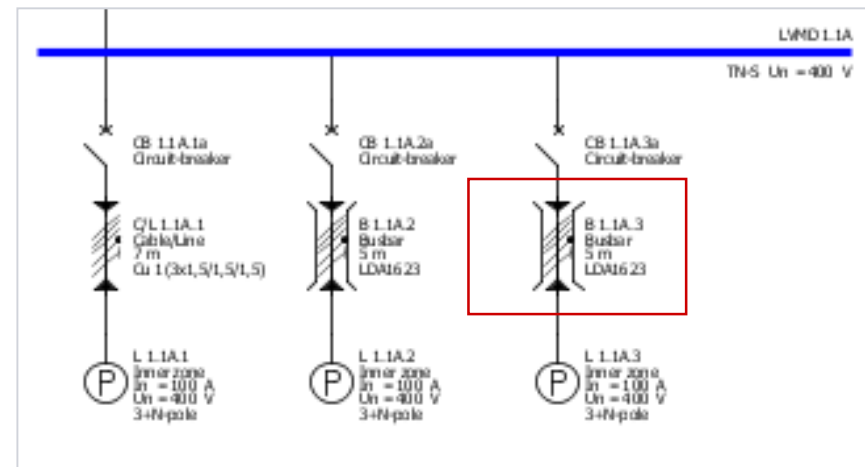 LVMD 1.1A
TN-S Un = 400 V
CB 1.1A.1a
Circuit-breaker
CB 1.1A.2a
Circuit-breaker
CB 1.1A.3a
Circuit-breaker
C/L 1.1A.1
Cable/Line
7 m
Cu 1(3x1,5/1,5/1,5)
B 1.1A.2
Busbar
5 m
LDA1623
B 1.1A.3
Busbar
5 m
LDA1623
P
L 1.1A.1
Inner zone
In = 100 A
Un = 400 V
3+N-pole
P
L 1.1A.2
Inner zone
In = 100 A
Un = 400 V
3+N-pole
P
L 1.1A.3
Inner zone
In = 100 A
Un = 400 V
3+N-pole